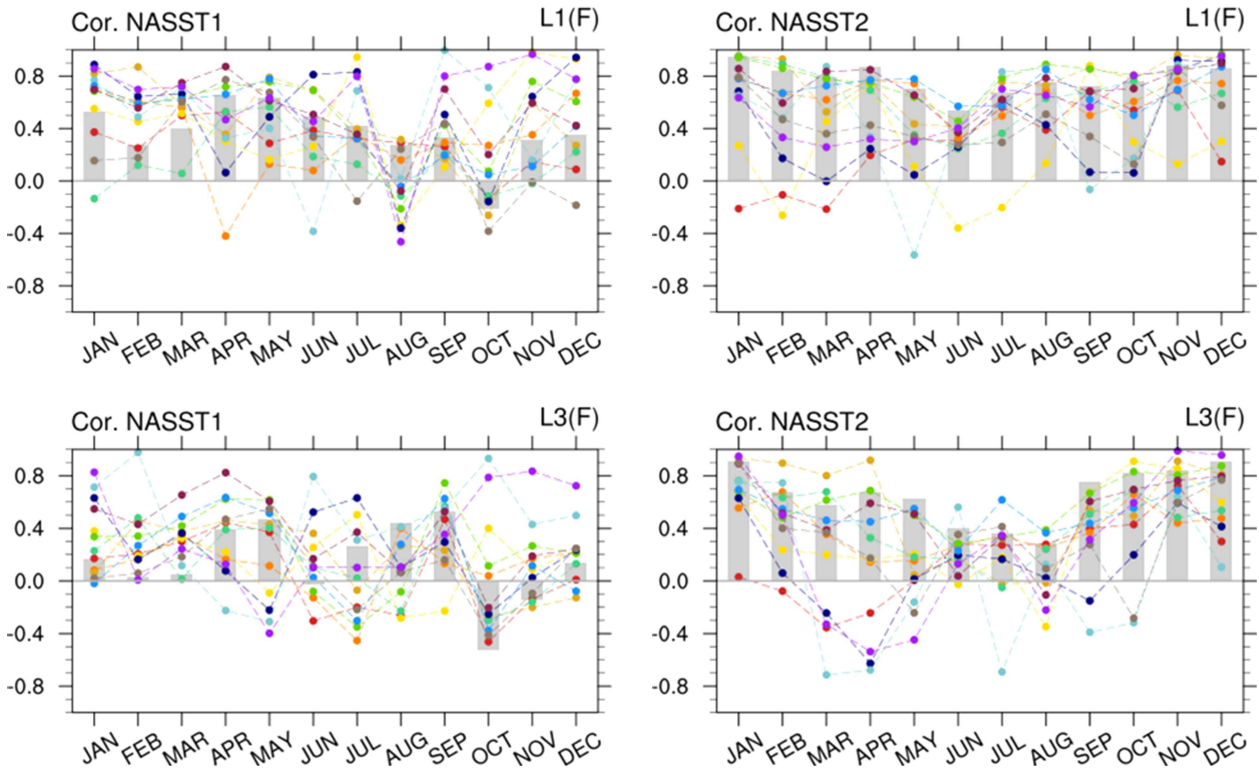 Cor. NASST1 L1(F)
0.8
0.4
0.0
-0.4
-0.8
JAN FEB MAR APR MAY JUN JUL AUG SEP OCT NOV DEC
Cor. NASST2 L1(F)
0.8
0.4
0.0
-0.4
-0.8
JAN FEB MAR APR MAY JUN JUL AUG SEP OCT NOV DEC
Cor. NASST1 L3(F)
0.8
0.4
0.0
-0.4
-0.8
JAN FEB MAR APR MAY JUN JUL AUG SEP OCT NOV DEC
Cor. NASST2 L3(F)
0.8
0.4
0.0
-0.4
-0.8
JAN FEB MAR APR MAY JUN JUL AUG SEP OCT NOV DEC